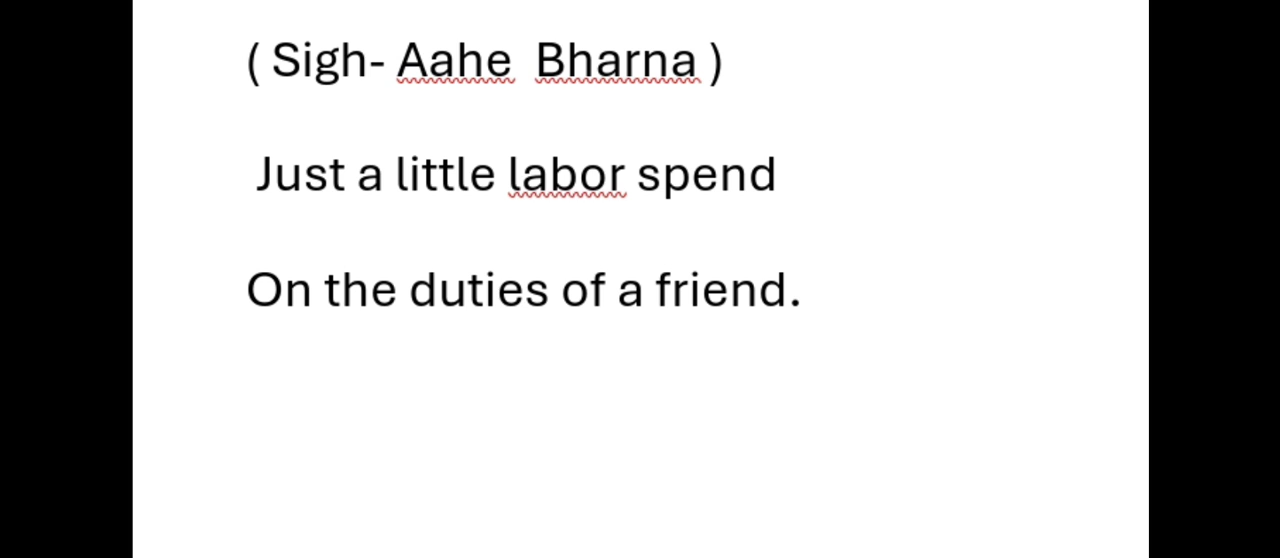 ( Sigh- Aahe Bharna )
Just a little labor spend
On the duties of a friend.